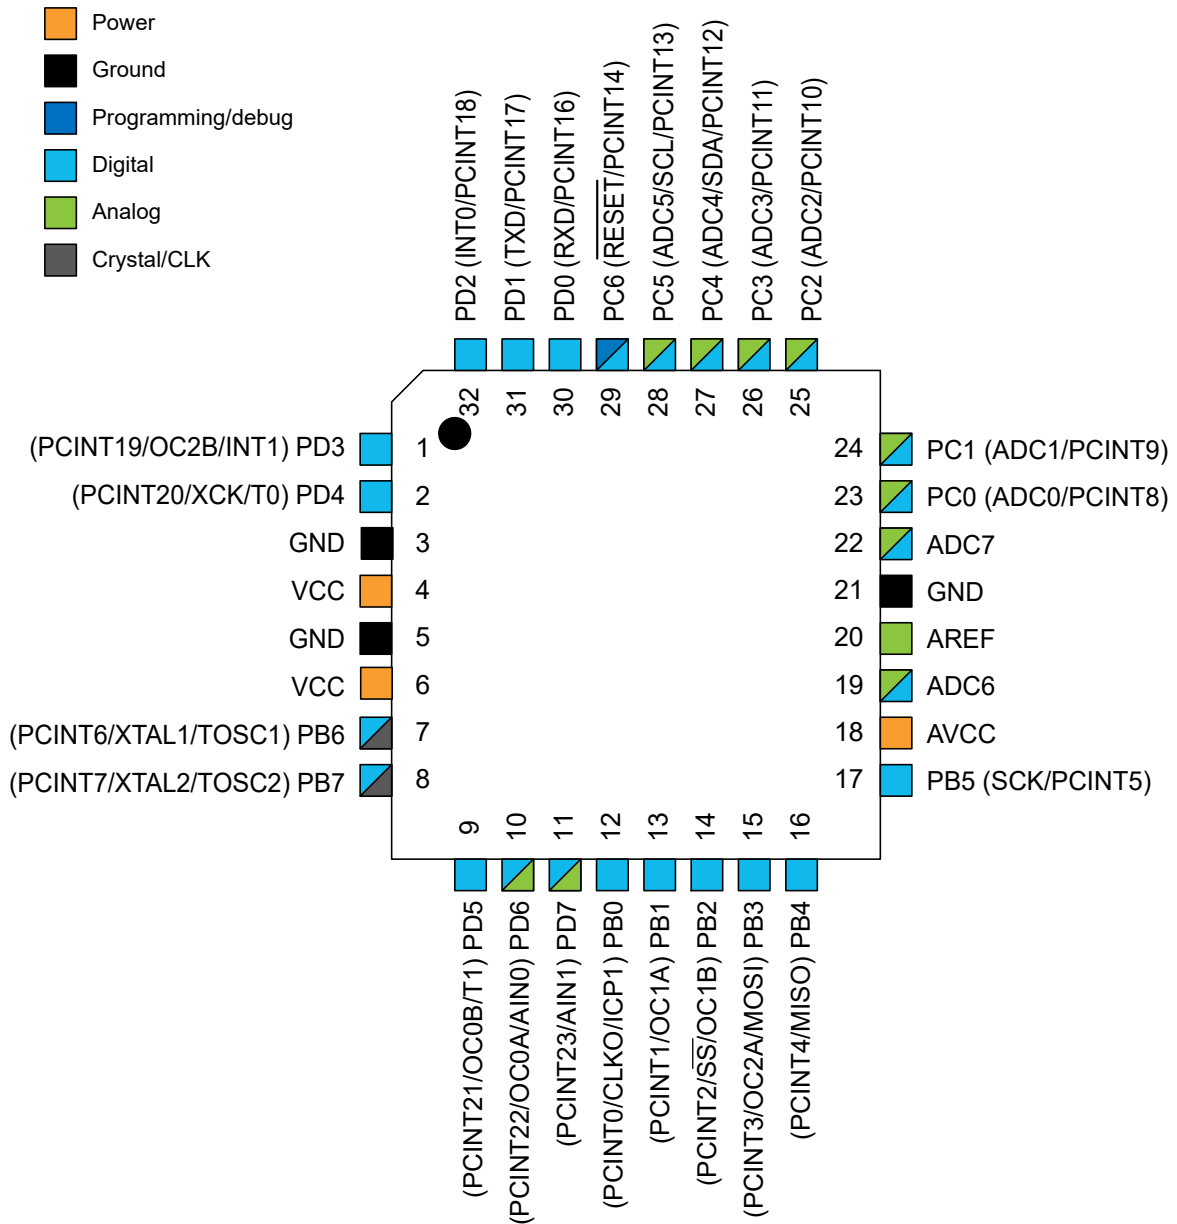 Power
Ground
Programming/debug
Digital
Analog
Crystal/CLK
PD2 (INT0/PCINT18)
PD1 (TXD/PCINT17)
PD0 (RXD/PCINT16)
PC6 (RESET/PCINT14)
PC5 (ADC5/SCL/PCINT13)
PC4 (ADC4/SDA/PCINT12)
PC3 (ADC3/PCINT11)
PC2 (ADC2/PCINT10)
32
31
30
29
28
27
26
25
(PCINT19/OC2B/INT1) PD3
1
(PCINT20/XCK/T0) PD4
2
GND
3
VCC
4
GND
5
VCC
6
(PCINT6/XTAL1/TOSC1) PB6
7
(PCINT7/XTAL2/TOSC2) PB7
8
24
PC1 (ADC1/PCINT9)
23
PC0 (ADC0/PCINT8)
22
ADC7
21
GND
20
AREF
19
ADC6
18
AVCC
17
PB5 (SCK/PCINT5)
9
10
11
12
13
14
15
16
(PCINT21/OC0B/T1) PD5
(PCINT22/OC0A/AIN0) PD6
(PCINT23/AIN1) PD7
(PCINT0/CLKO/ICP1) PB0
(PCINT1/OC1A) PB1
(PCINT2/SS/OC1B) PB2
(PCINT3/OC2A/MOSI) PB3
(PCINT4/MISO) PB4